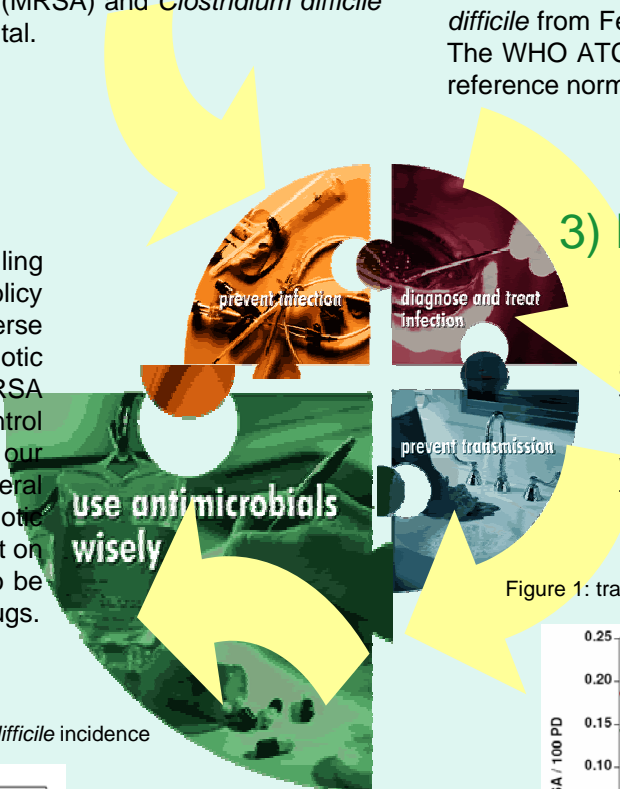 (MRSA) and Clostridium difficile
tal.
difficile from Fe
The WHO ATC
reference norm
3)
prevent infection
diagnose and treat
infection
prevent transmission
use antimicrobials
wisely
ling
olicy
erse
otic
RSA
ntrol
our
eral
otic
t on
o be
ugs.
Figure 1: tra
difficile incidence
0.25
0.20
0.15
0.10
SA / 100 PD